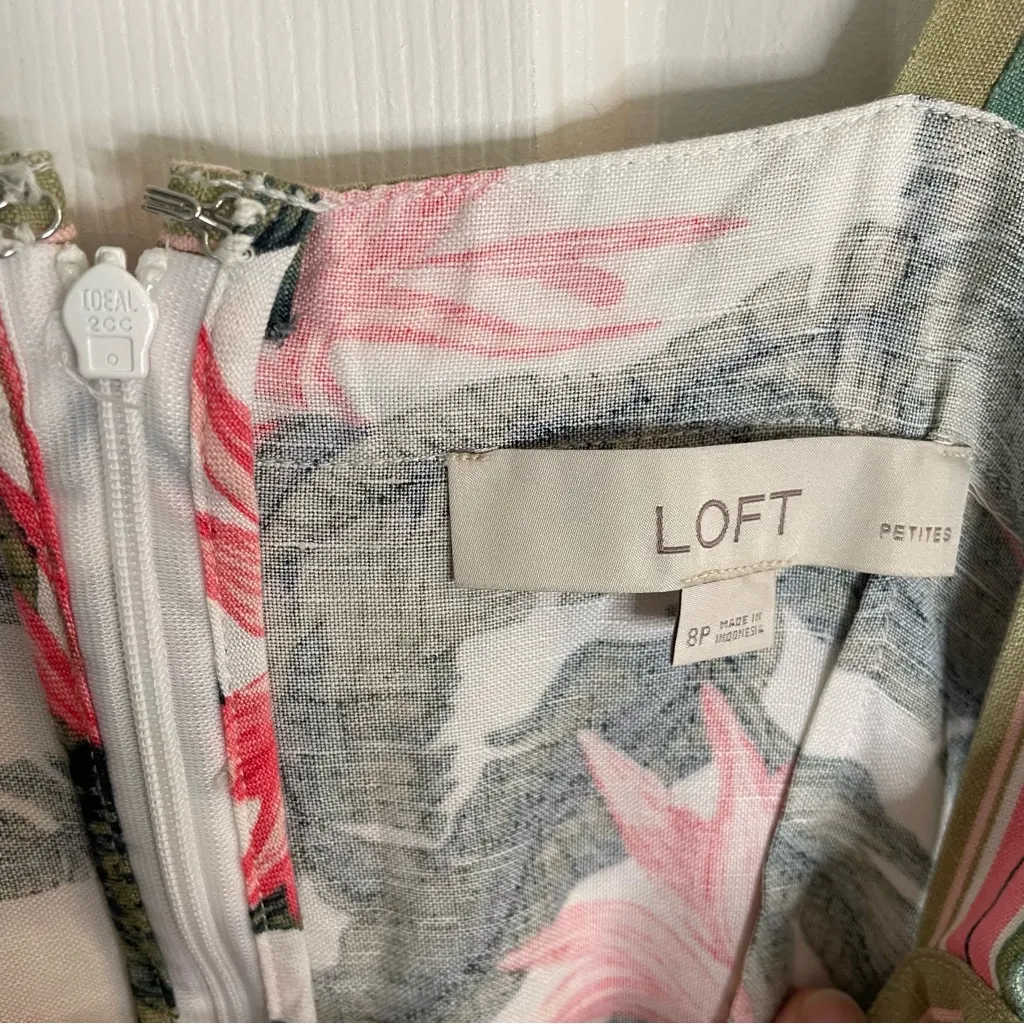 IDEAL
2CC
LOFT
PETITES
8P
MADE IN
INDONESIA